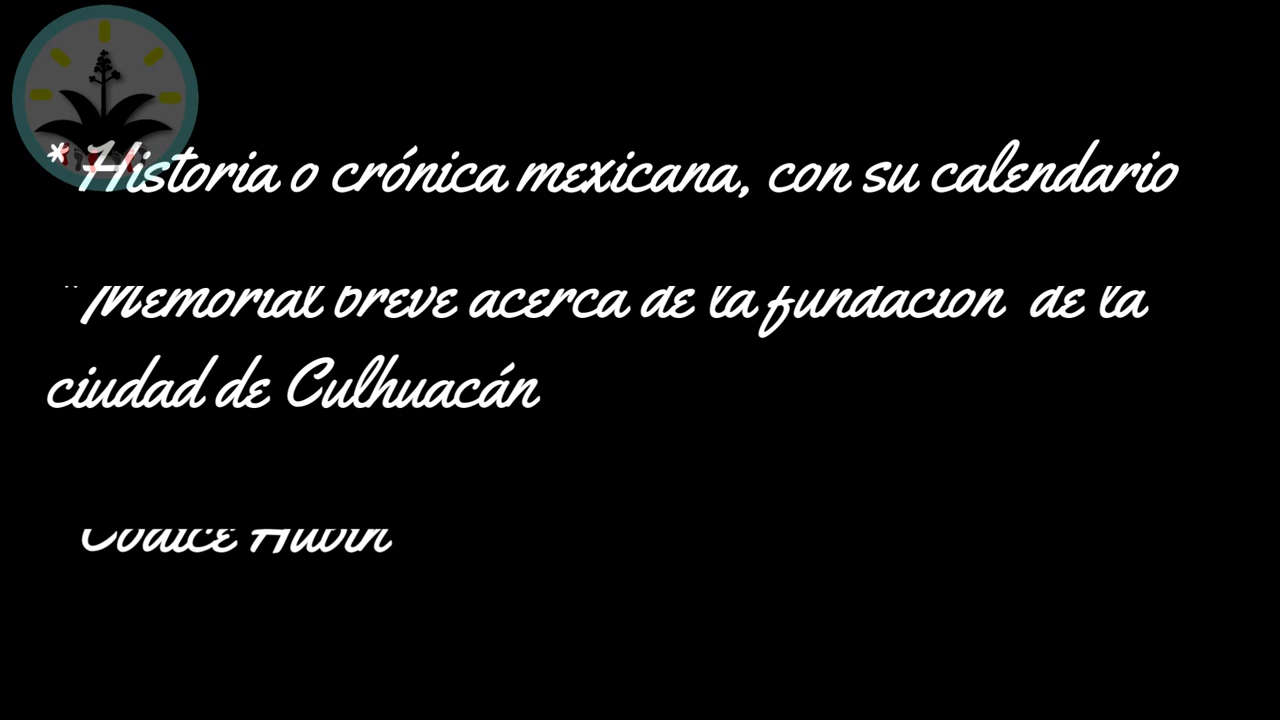 * Historia o crónica mexicana, con su calendario
* Memorial breve acerca de la fundación de la
ciudad de Culhuacán
Códice Aubin